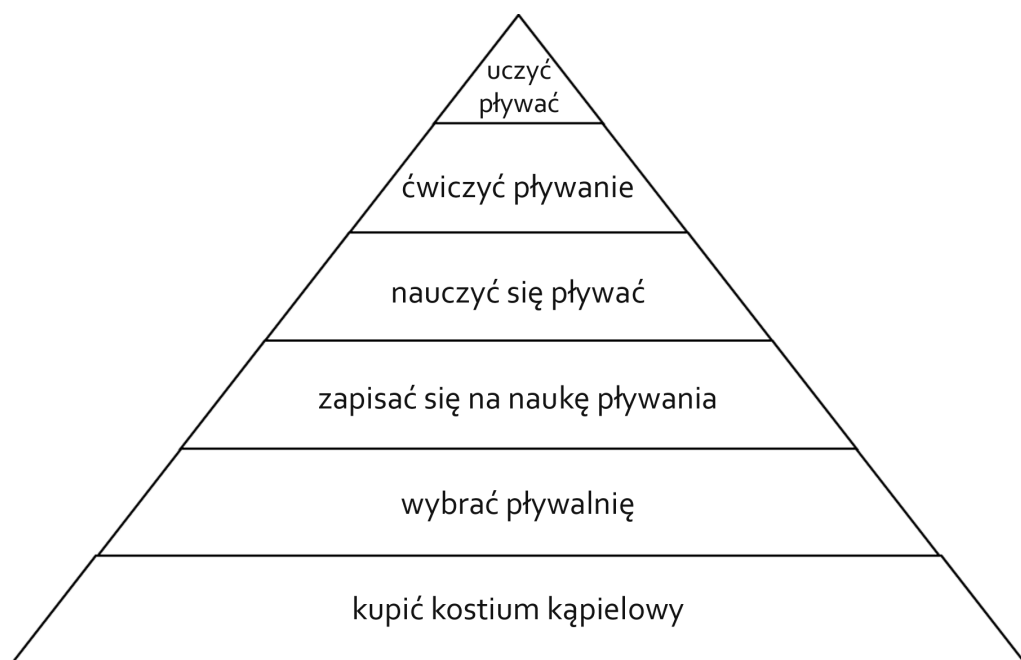 uczyć
pływać
ćwiczyć pływanie
nauczyć się pływać
zapisać się na naukę pływania
wybrać pływalnię
kupić kostium kąpielowy